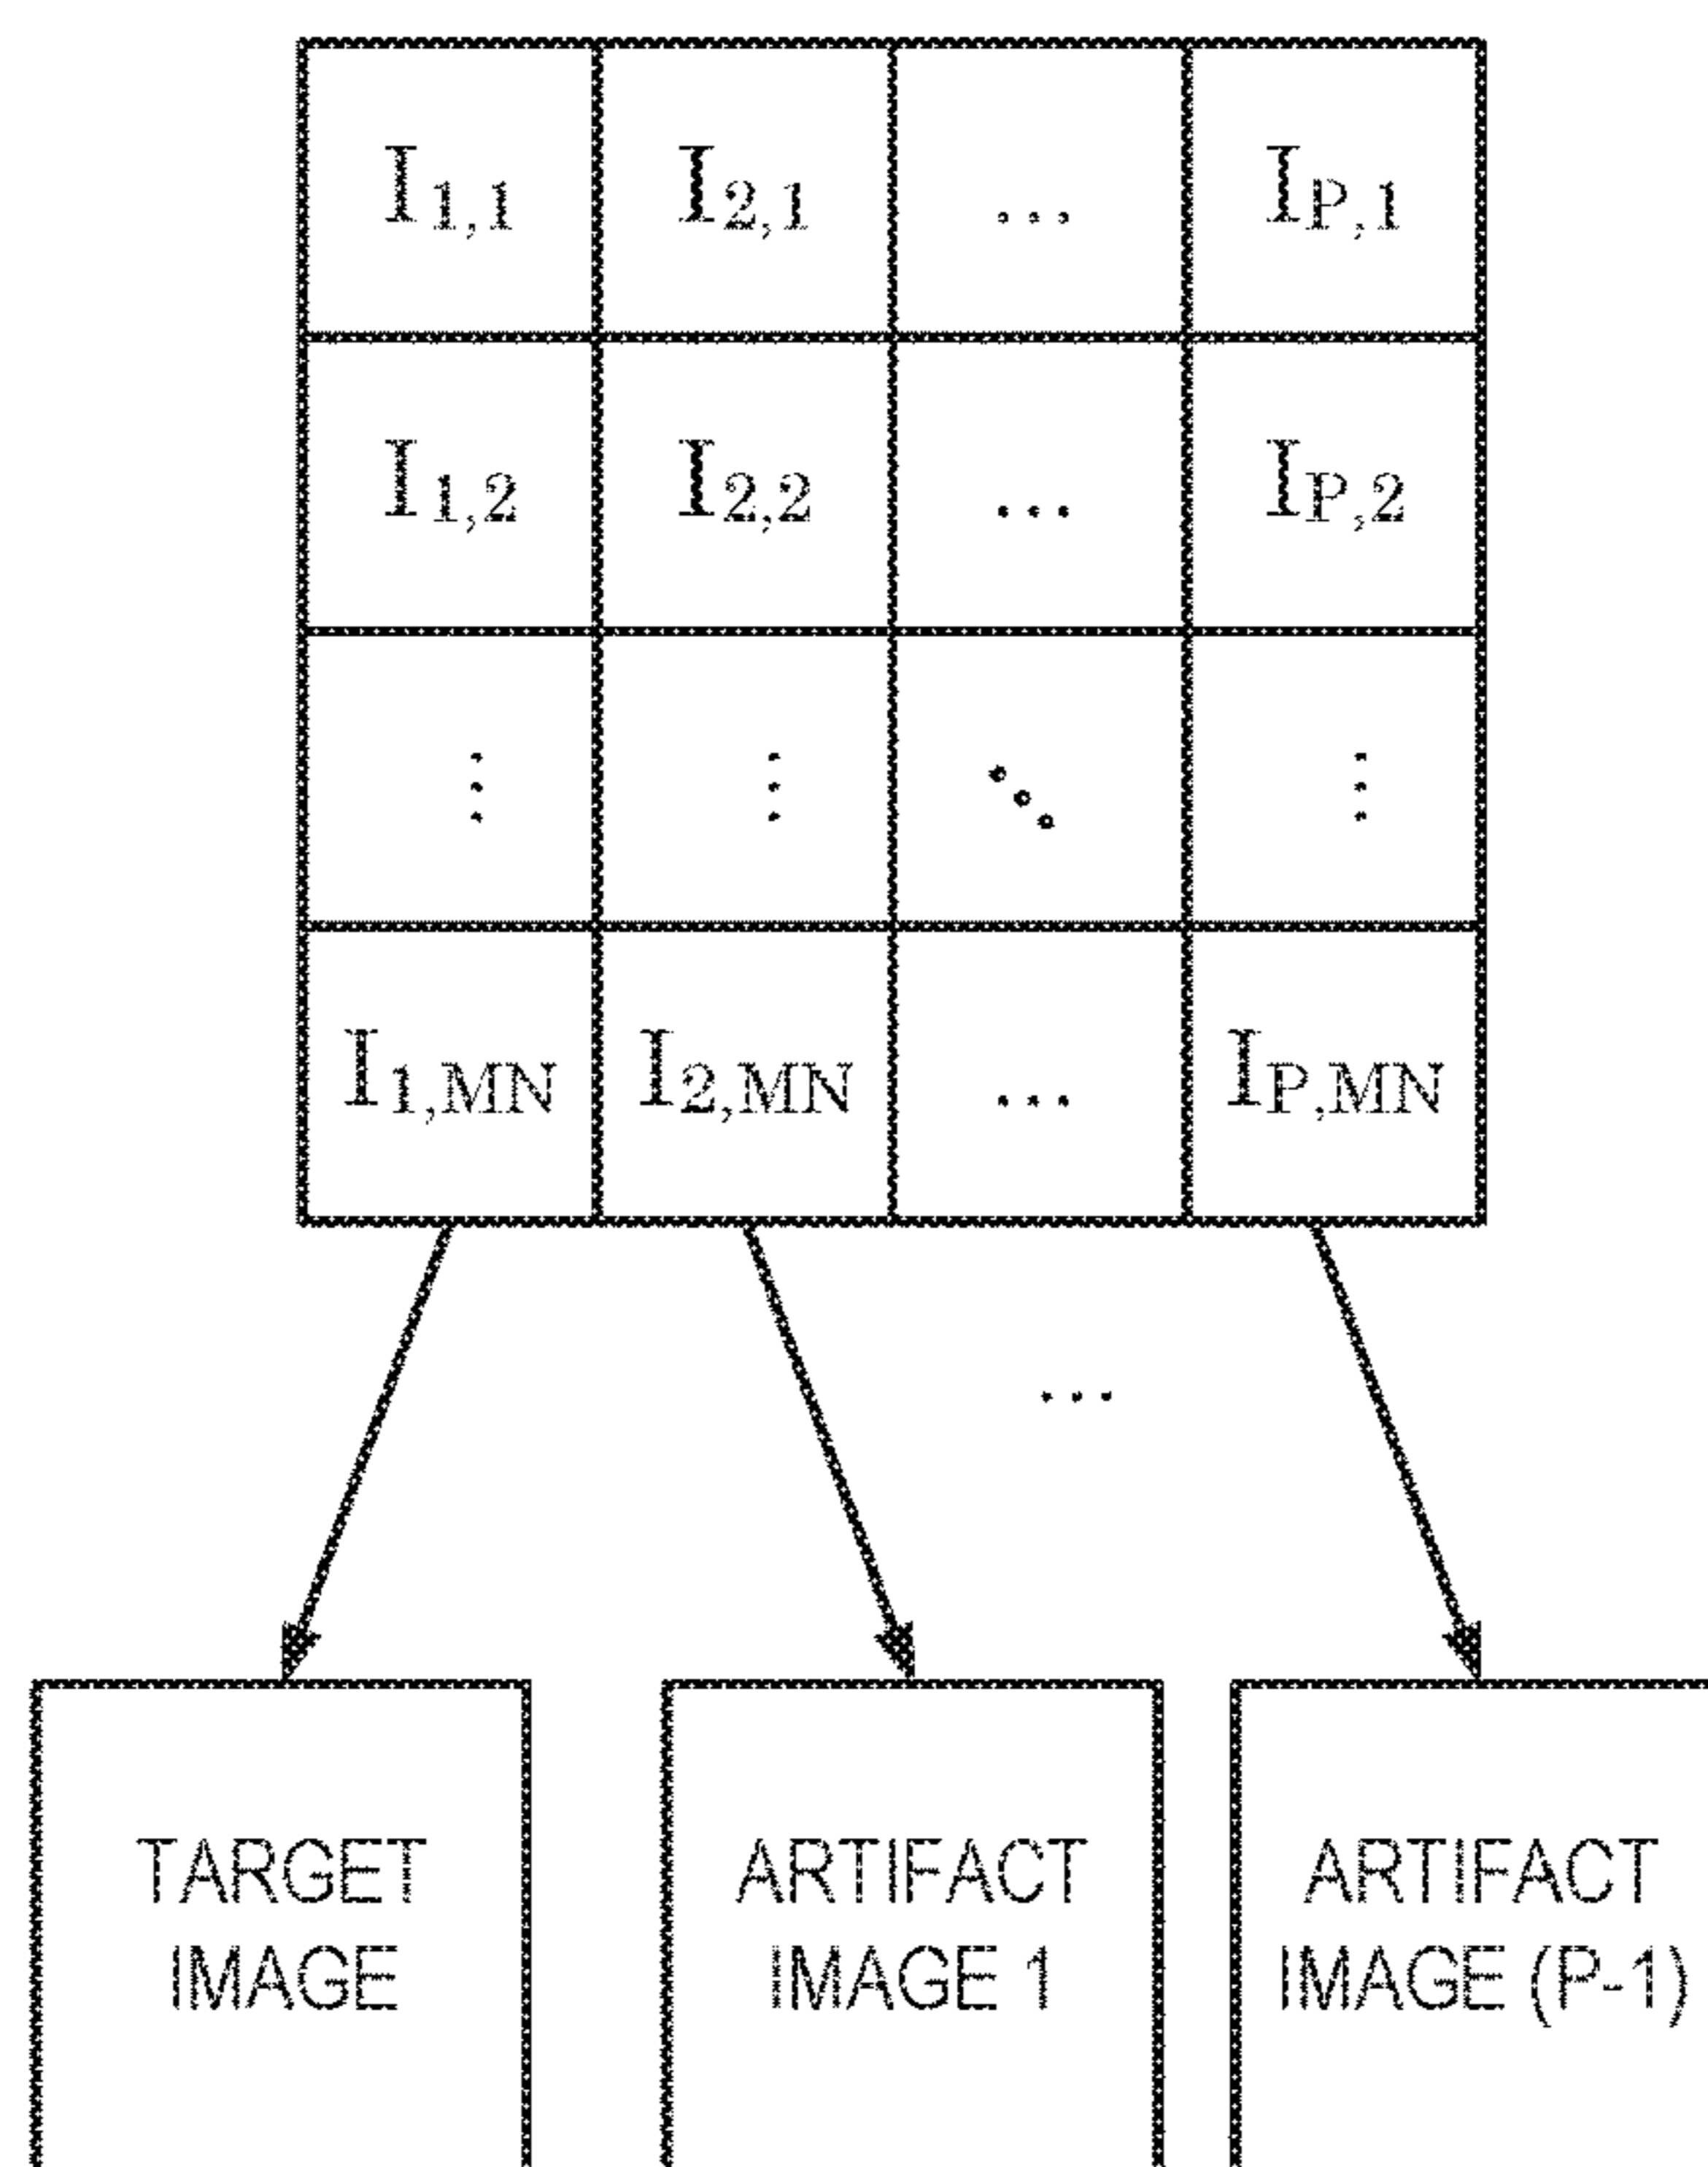 I1,1 I2,1 ... IP,1
I1,2 I2,2 ... IP,2
⋮ ⋮ ⋱ ⋮
I1,MN I2,MN ... IP,MN
...
TARGET ARTIFACT ARTIFACT
IMAGE IMAGE 1 IMAGE (P-1)